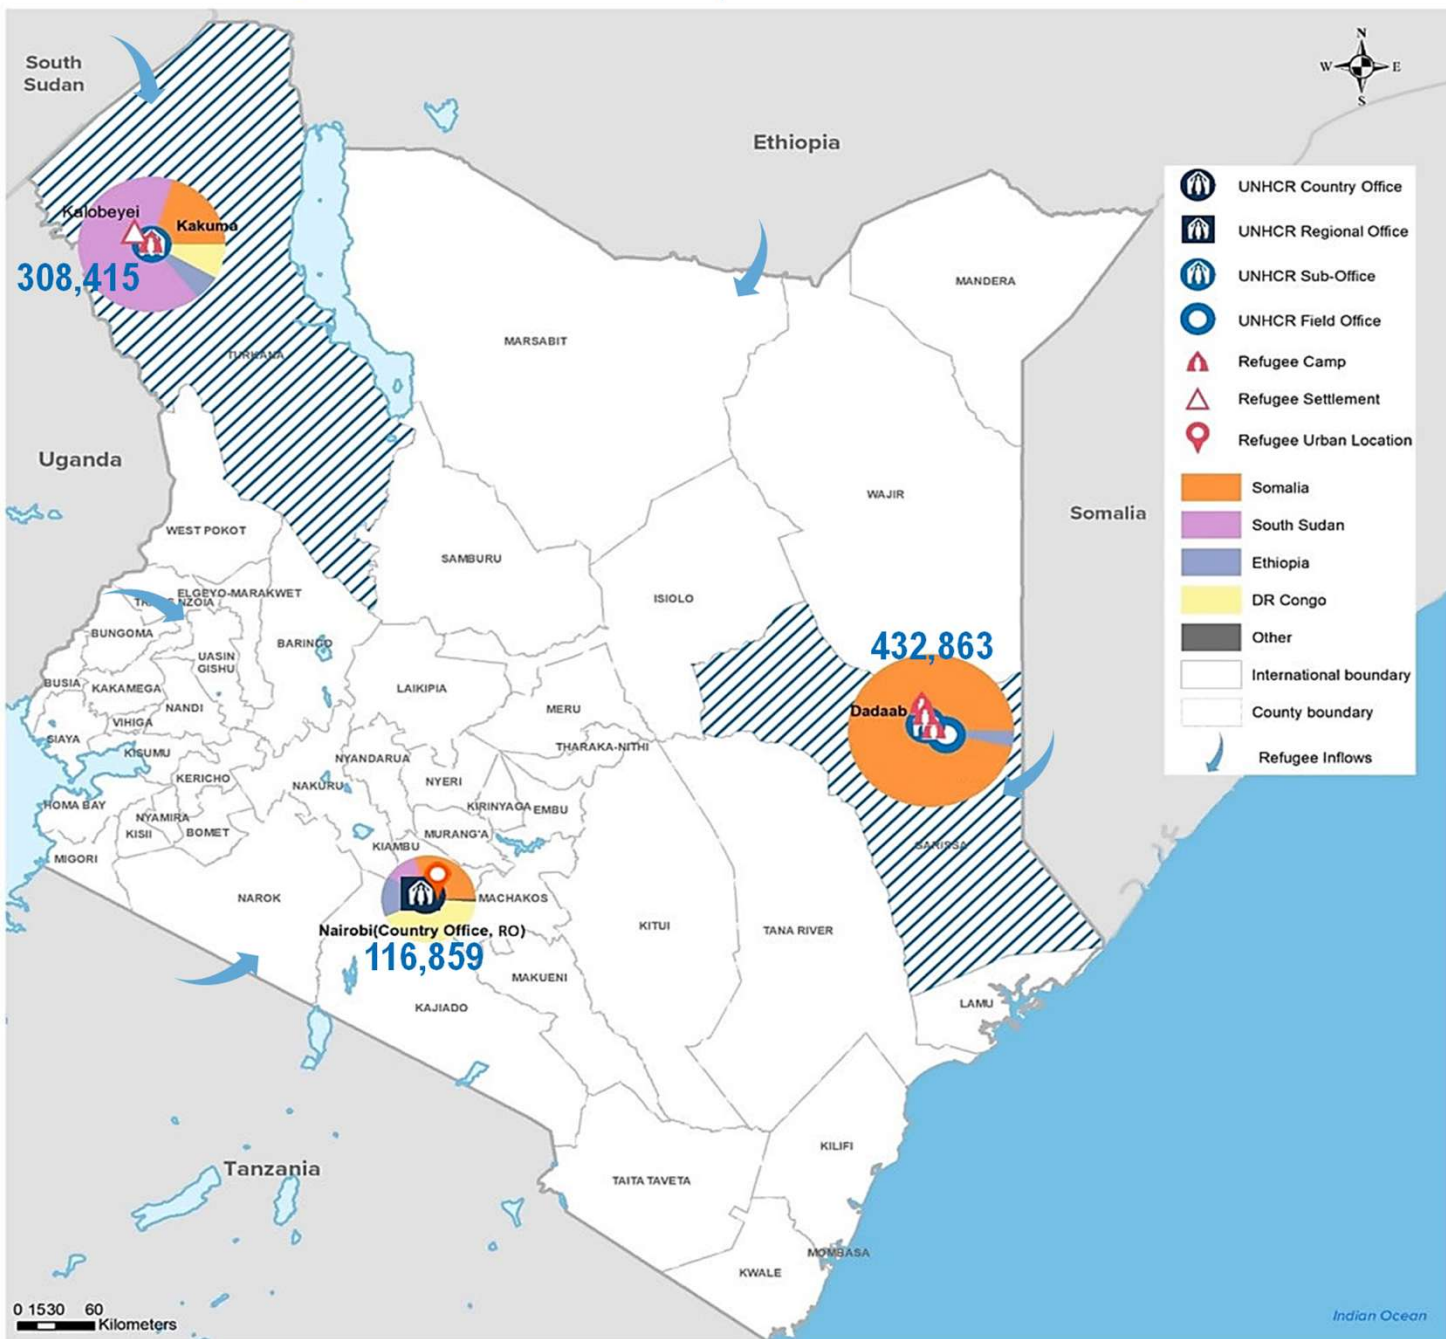 South
Sudan
Ethiopia
N
W
E
S
Kalobeyei
Kakuma
308,415
TURKANA
MARSABIT
MANDERA
UNHCR Country Office
UNHCR Regional Office
UNHCR Sub-Office
UNHCR Field Office
Refugee Camp
Refugee Settlement
Refugee Urban Location
Somalia
South Sudan
Ethiopia
DR Congo
Other
International boundary
County boundary
Refugee Inflows
Uganda
Somalia
WAJIR
WEST POKOT
SAMBURU
ISIOLO
ELGEYO-MARAKWET
NZOIA
BUNGOMA
BARINGO
UASIN
GISHU
432,863
Dadaab
BUSIA
KAKAMEGA
NANDI
LAIKIPIA
MERU
VIHIGA
SIAYA
KISUMU
NYANDARUA
THARAKA-NITHI
KERICHO
NAKURU
NYERI
HOMA BAY
KIRINYAGA
EMBU
NYAMIRA
KISII
BOMET
MURANG'A
KIAMBU
GARISSA
MIGORI
NAROK
MACHAKOS
KITUI
TANA RIVER
Nairobi(Country Office, RO)
116,859
MAKUENI
KAJIADO
LAMU
Tanzania
KILIFI
TAITA TAVETA
MOMBASA
KWALE
0 1530 60
Kilometers
Indian Ocean